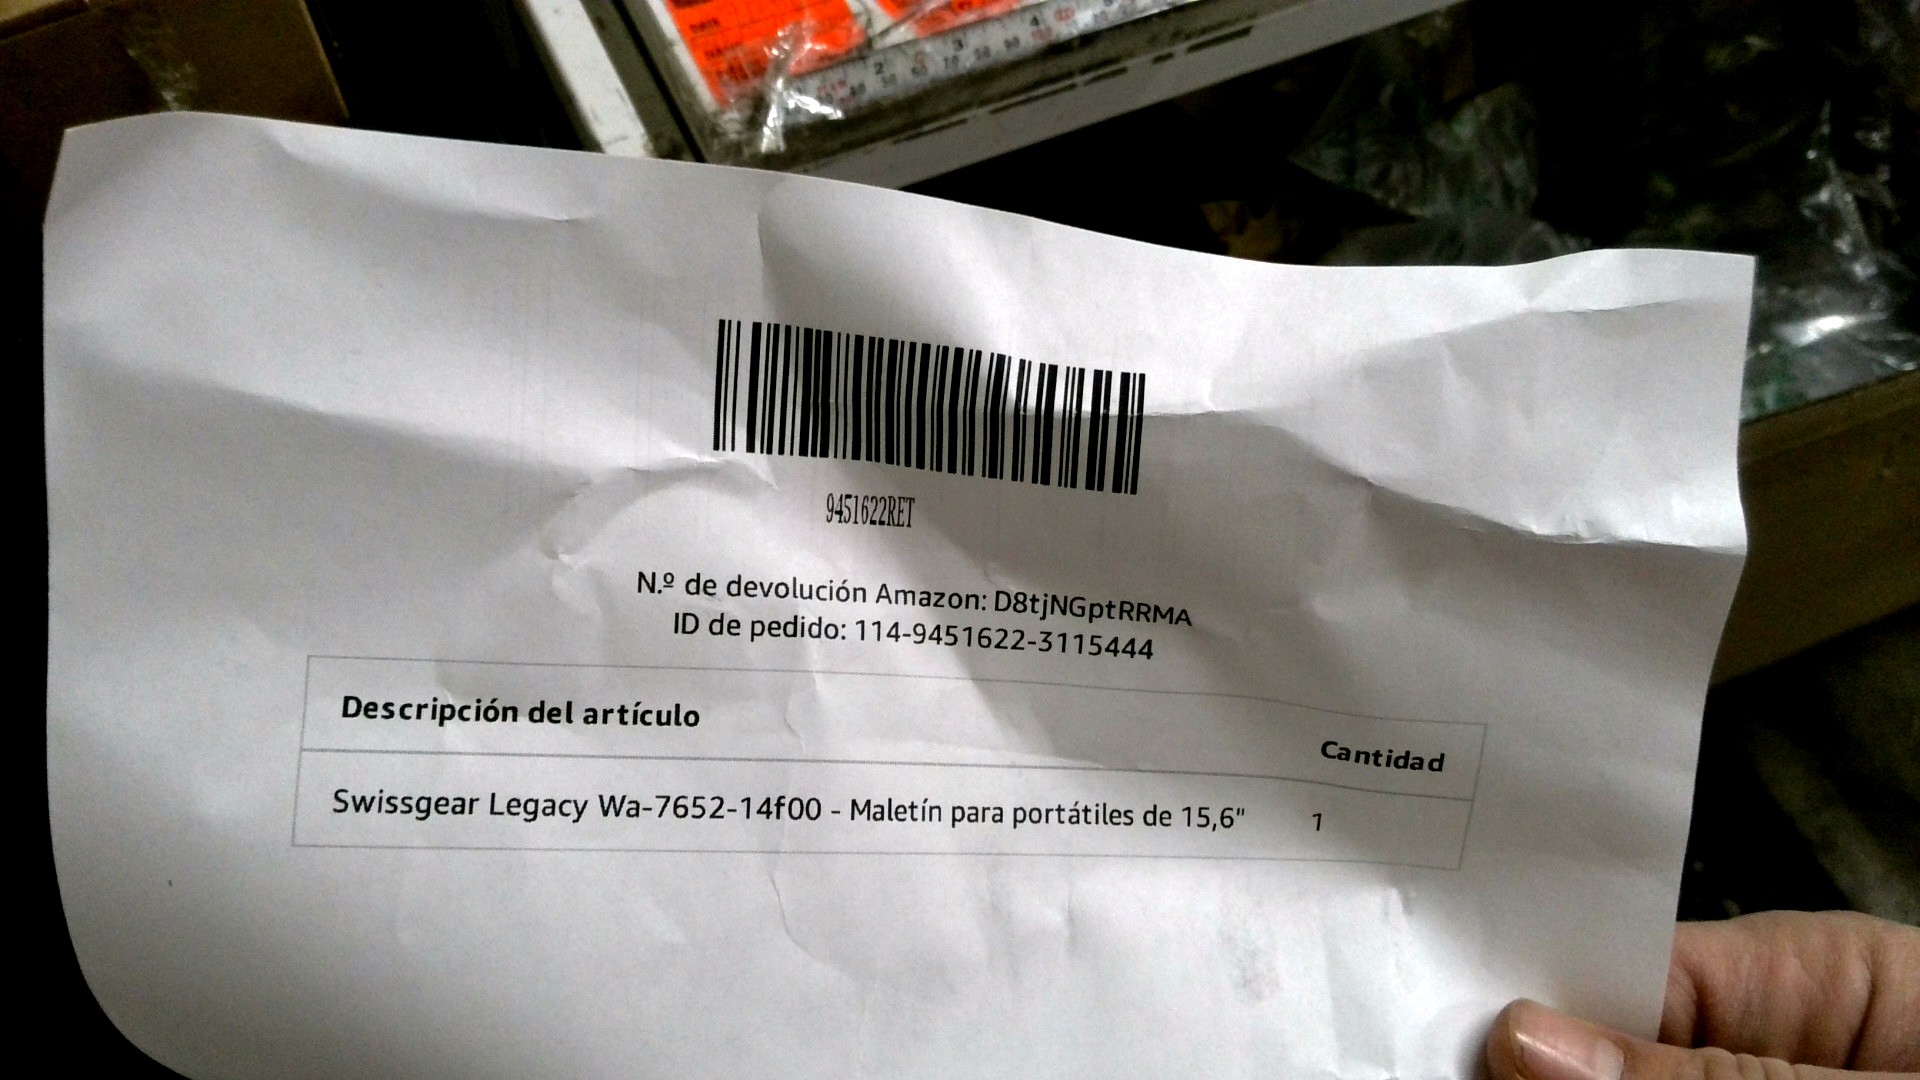 9451622RET
N.º de devolución Amazon: D8tjNGptRRMA
ID de pedido: 114-9451622-3115444
Descripción del artículo
Cantidad
Swissgear Legacy Wa-7652-14f00 - Maletín para portátiles de 15,6" 1